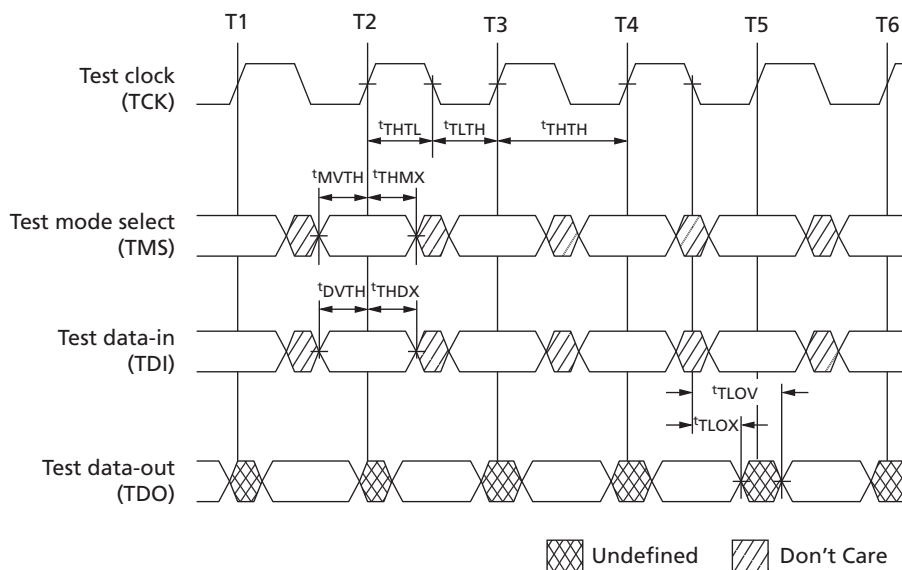 T1 T2 T3 T4 T5 T6
Test clock
(TCK)
tTHTL tTLTH tTHTH
tMVTH tTHMX
Test mode select
(TMS)
tDVTH tTHDX
Test data-in
(TDI)
tTLOV
tTLOX
Test data-out
(TDO)
Undefined Don't Care